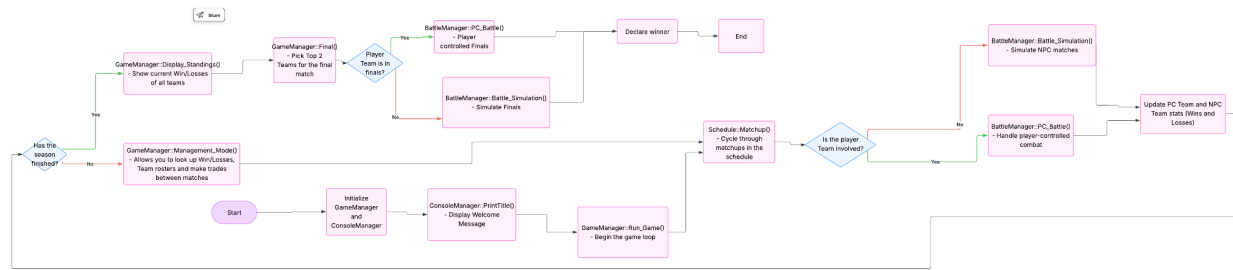 Share
GameManager::Display_Standings()
- Show current Win/Losses
of all teams
GameManager::Final()
- Pick Top 2
Teams for the final
match
Player
Team is in
finals?
Yes
No
BattleManager::PC_Battle()
- Player
controlled Finals
BattleManager::Battle_Simulation()
- Simulate Finals
Declare winner
End
Has the
season
finished?
Yes
No
GameManager::Management_Mode()
- Allows you to look up Win/Losses,
Team rosters and make trades
between matches
Start
Initialize
GameManager
and
ConsoleManager
ConsoleManager::PrintTitle()
- Display Welcome
Message
GameManager::Run_Game()
- Begin the game loop
Schedule::Matchup()
- Cycle through
matchups in the
schedule
Is the player
Team involved?
No
Yes
BattleManager::Battle_Simulation()
- Simulate NPC matches
BattleManager::PC_Battle()
- Handle player-controlled
combat
Update PC Team and NPC
Team stats (Wins and
Losses)